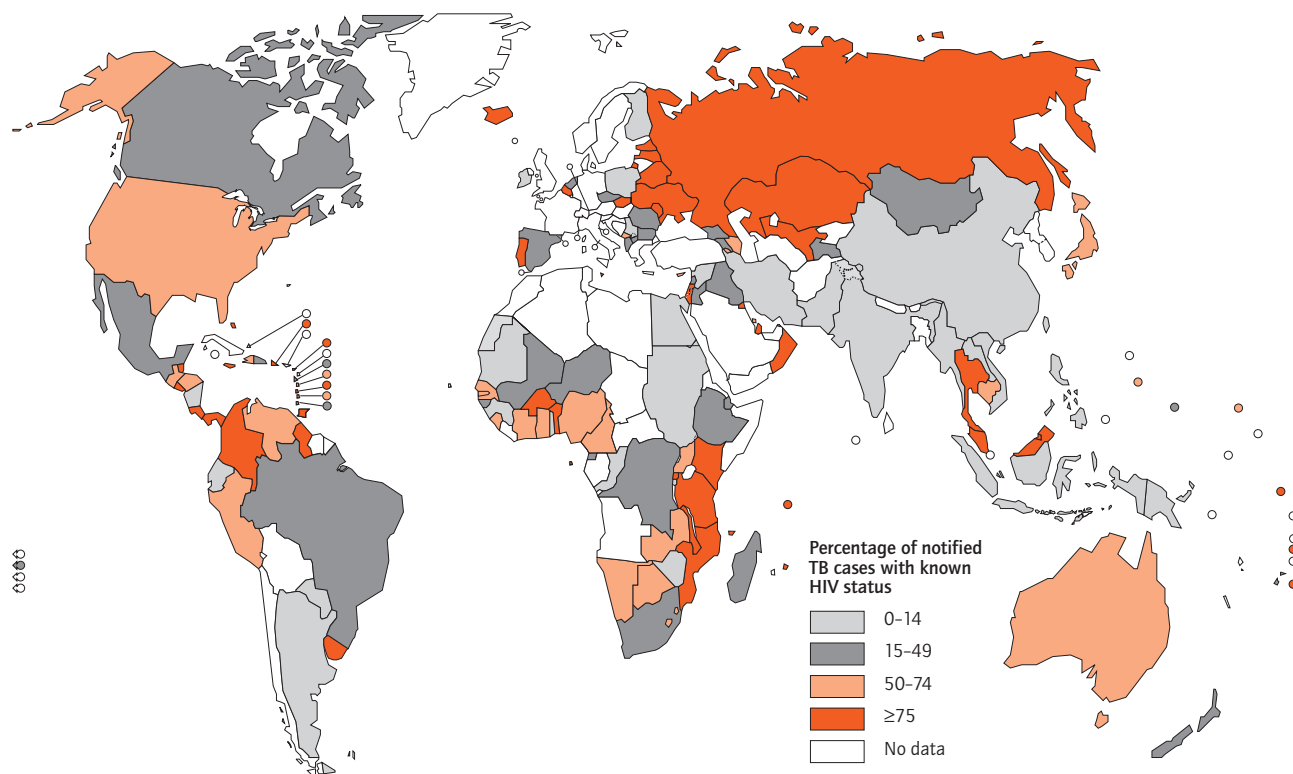 Percentage of notified
TB cases with known
HIV status
0–14
15–49
50–74
≥75
No data